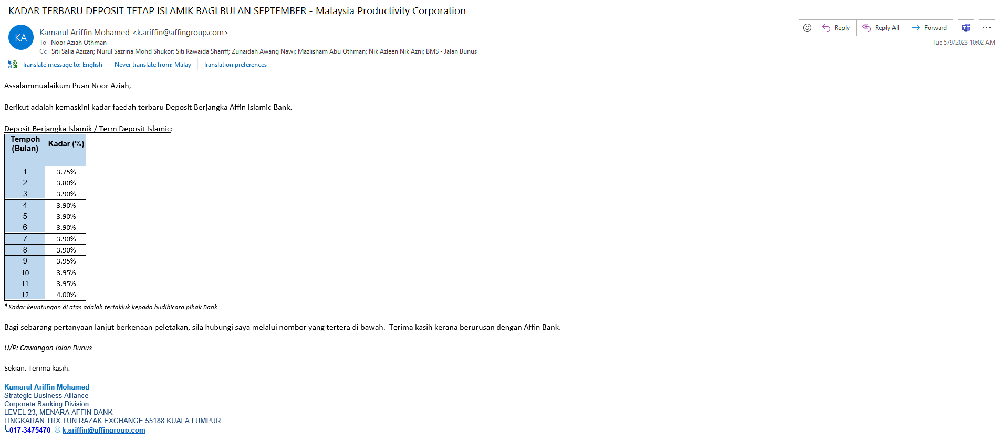 KADAR TERBARU DEPOSIT TETAP ISLAMIK BAGI BULAN SEPTEMBER - Malaysia Productivity Corporation
KA
Kamarul Ariffin Mohamed <k.ariffin@affingroup.com>
To Noor Aziah Othman
Cc Siti Salia Azizan; Nurul Sazrina Mohd Shukor; Siti Rawaida Shariff; Zunaidah Awang Nawi; Mazlisham Abu Othman; Nik Azleen Nik Azni; BMS - Jalan Bunus
Reply Reply All Forward
Tue 5/9/2023 10:02 AM
Translate message to: English Never translate from: Malay Translation preferences
Assalammualaikum Puan Noor Aziah,
Berikut adalah kemaskini kadar faedah terbaru Deposit Berjangka Affin Islamic Bank.
Deposit Berjangka Islamik / Term Deposit Islamic:
Tempoh (Bulan) Kadar (%)
1 3.75%
2 3.80%
3 3.90%
4 3.90%
5 3.90%
6 3.90%
7 3.90%
8 3.90%
9 3.95%
10 3.95%
11 3.95%
12 4.00%
*Kadar keuntungan di atas adalah tertakluk kepada budibicara pihak Bank
Bagi sebarang pertanyaan lanjut berkenaan peletakan, sila hubungi saya melalui nombor yang tertera di bawah. Terima kasih kerana berurusan dengan Affin Bank.
U/P: Cawangan Jalan Bunus
Sekian. Terima kasih.
Kamarul Ariffin Mohamed
Strategic Business Alliance
Corporate Banking Division
LEVEL 23, MENARA AFFIN BANK
LINGKARAN TRX TUN RAZAK EXCHANGE 55188 KUALA LUMPUR
017-3475470 k.ariffin@affingroup.com